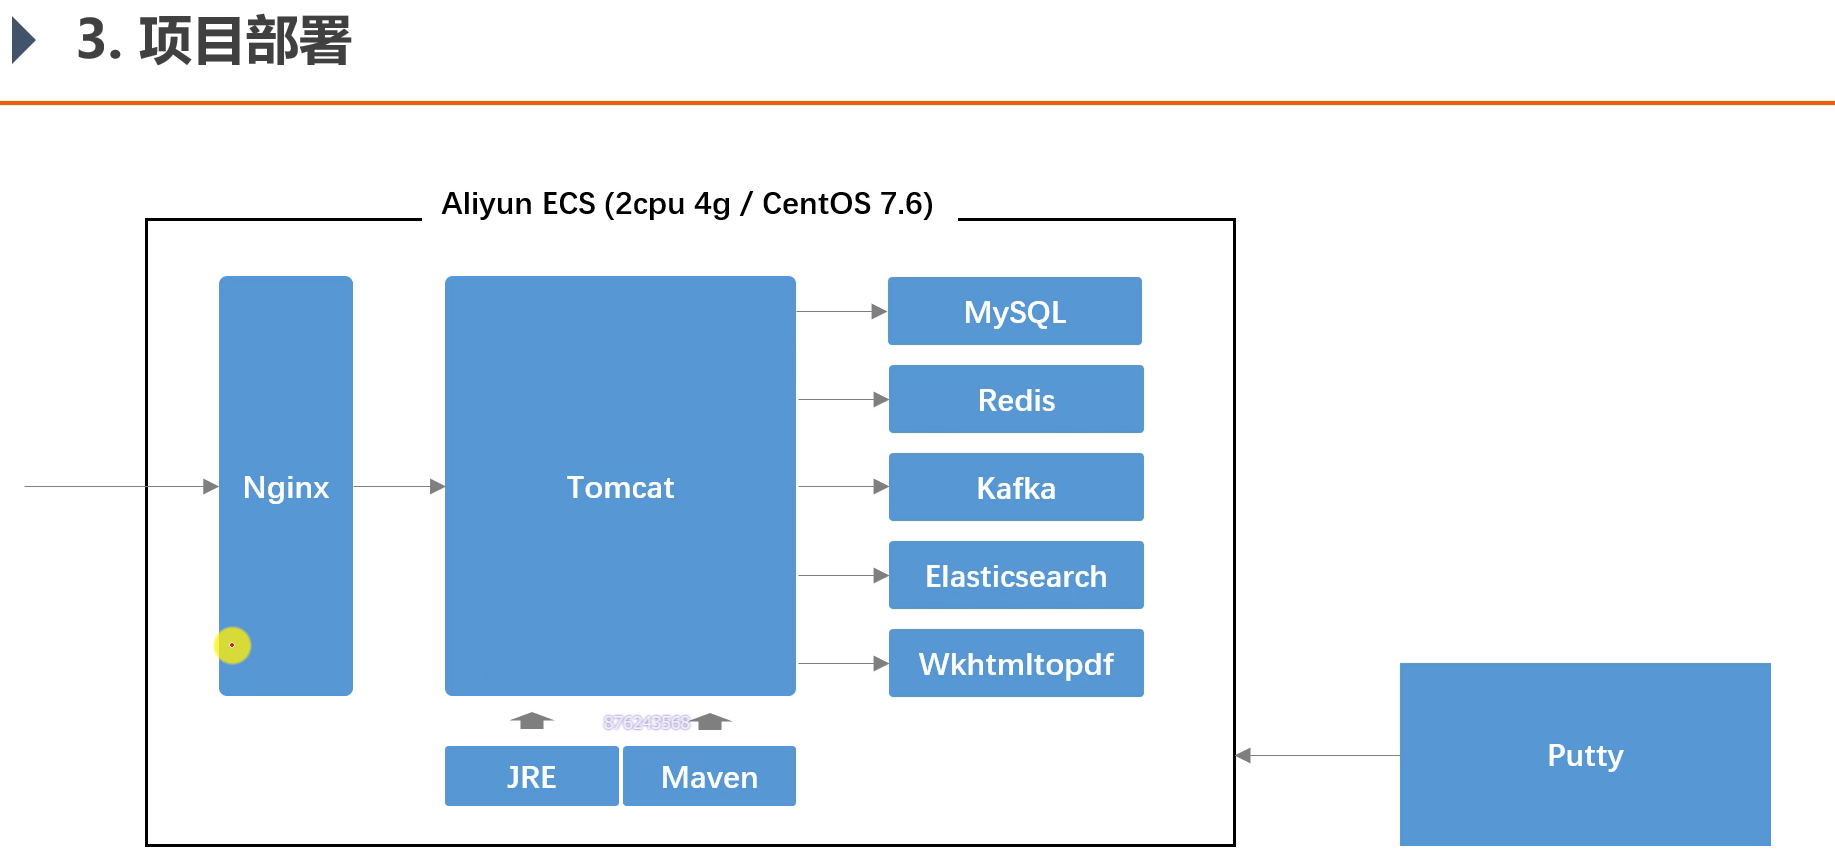 3. 项目部署
Aliyun ECS (2cpu 4g / CentOS 7.6)
Nginx
Tomcat
MySQL
Redis
Kafka
Elasticsearch
Wkhtmltopdf
876243568
JRE
Maven
Putty